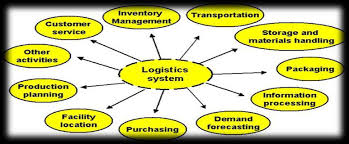 Inventory
Management
Transportation
Customer
service
Storage and
materials handling
Other
activities
Logistics
system
Packaging
Production
planning
Information
processing
Facility
location
Purchasing
Demand
forecasting